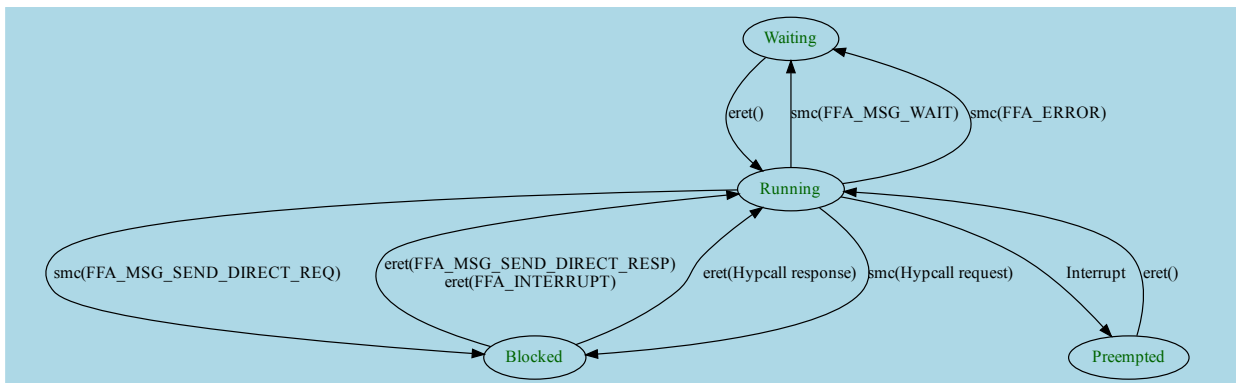 Waiting
eret()
smc(FFA_MSG_WAIT)
smc(FFA_ERROR)
Running
smc(FFA_MSG_SEND_DIRECT_REQ)
eret(FFA_MSG_SEND_DIRECT_RESP)
eret(FFA_INTERRUPT)
eret(Hypcall response)
smc(Hypcall request)
Interrupt
eret()
Blocked
Preempted